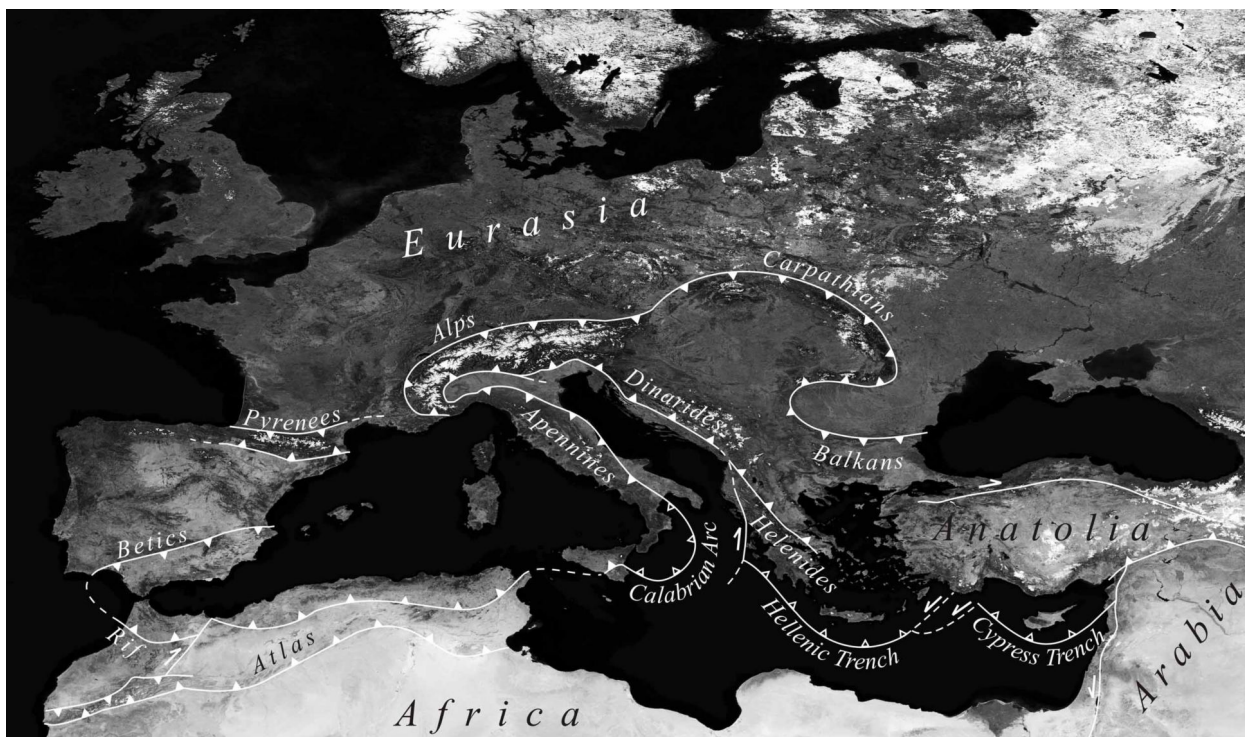 Eurasia
Carpathians
Alps
Dinarides
Pyrenees
Apennines
Balkans
Anatolia
Betics
Helenides
Calabrian Arc
Rif
Atlas
Hellenic Trench
Cypress Trench
Arabia
Africa